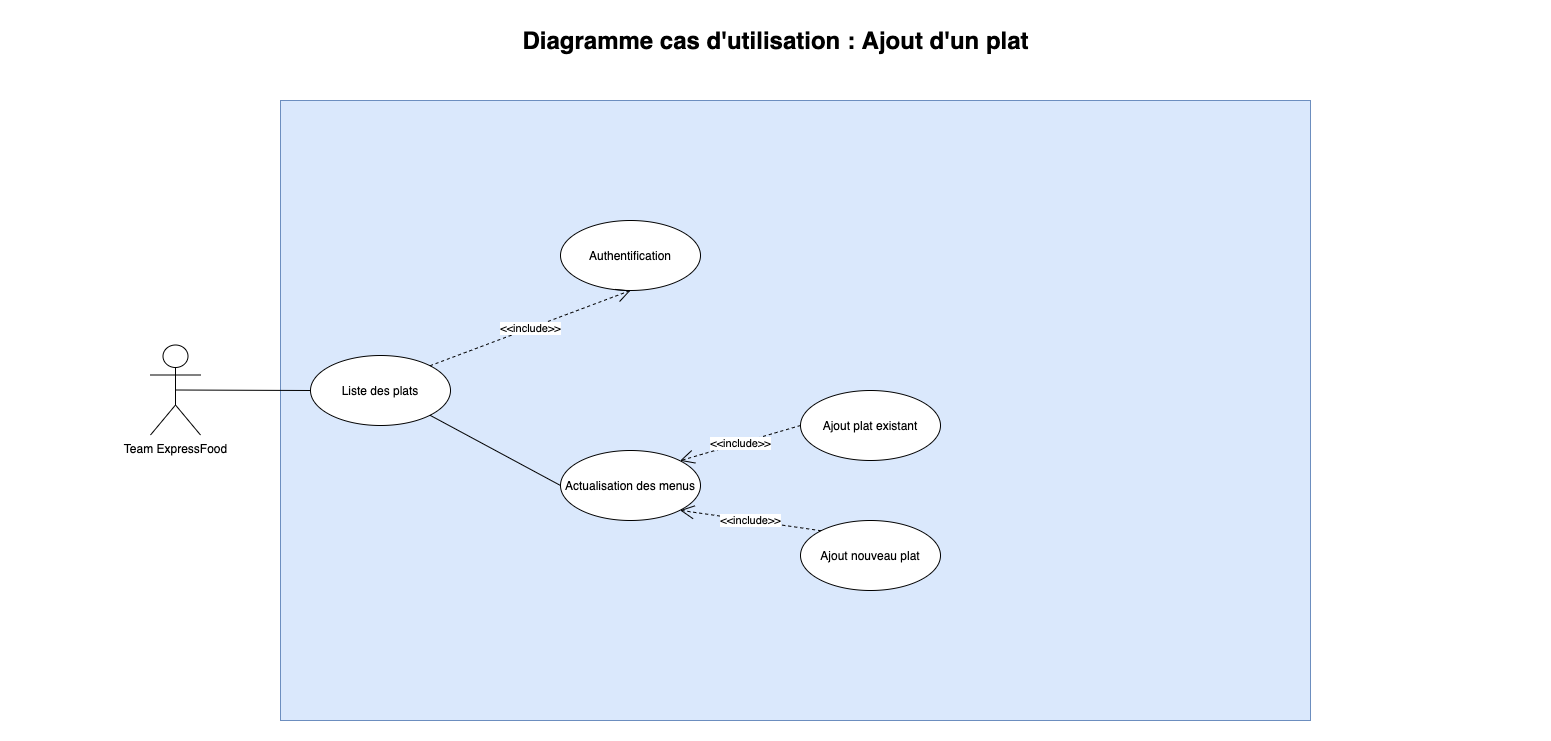 Diagramme cas d'utilisation : Ajout d'un plat
Authentification
<<include>>
Liste des plats
Team ExpressFood
Ajout plat existant
<<include>>
Actualisation des menus
<<include>>
Ajout nouveau plat